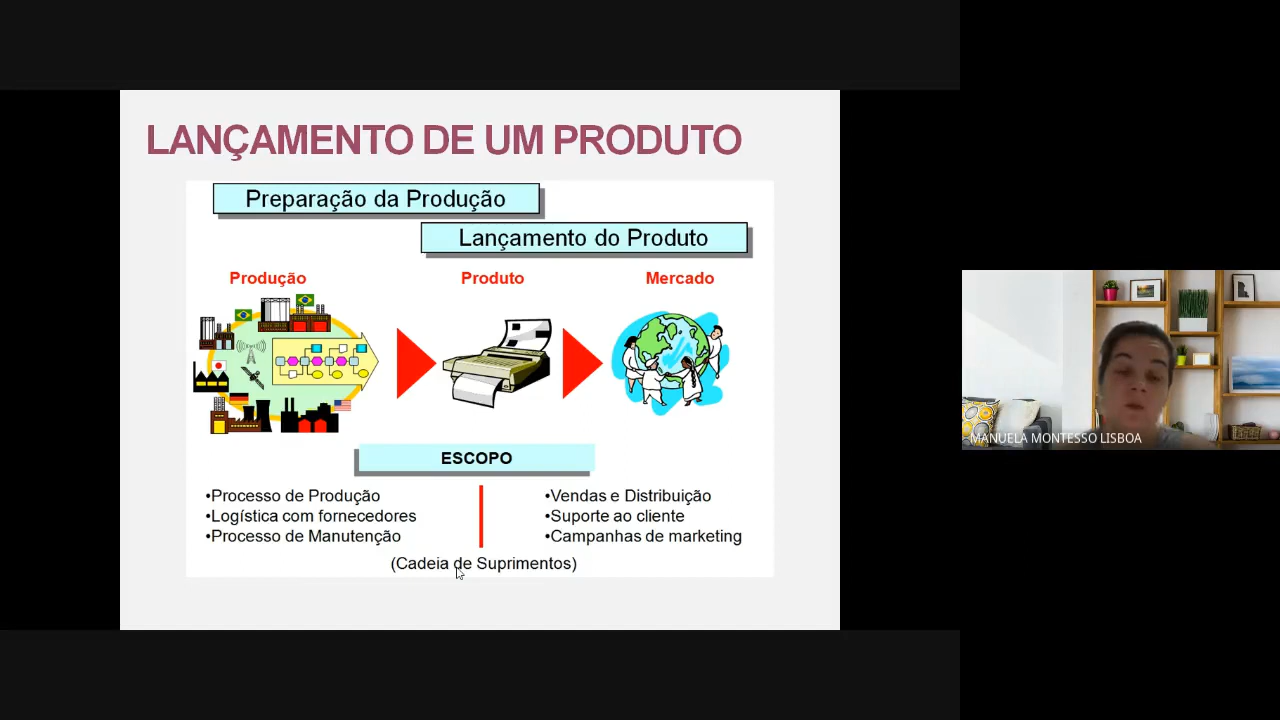 LANÇAMENTO DE UM PRODUTO
Preparação da Produção
Lançamento do Produto
Produção
Produto
Mercado
ESCOPO
•Processo de Produção
•Logística com fornecedores
•Processo de Manutenção
•Vendas e Distribuição
•Suporte ao cliente
•Campanhas de marketing
(Cadeia de Suprimentos)
MANUELA MONTESSO LISBOA